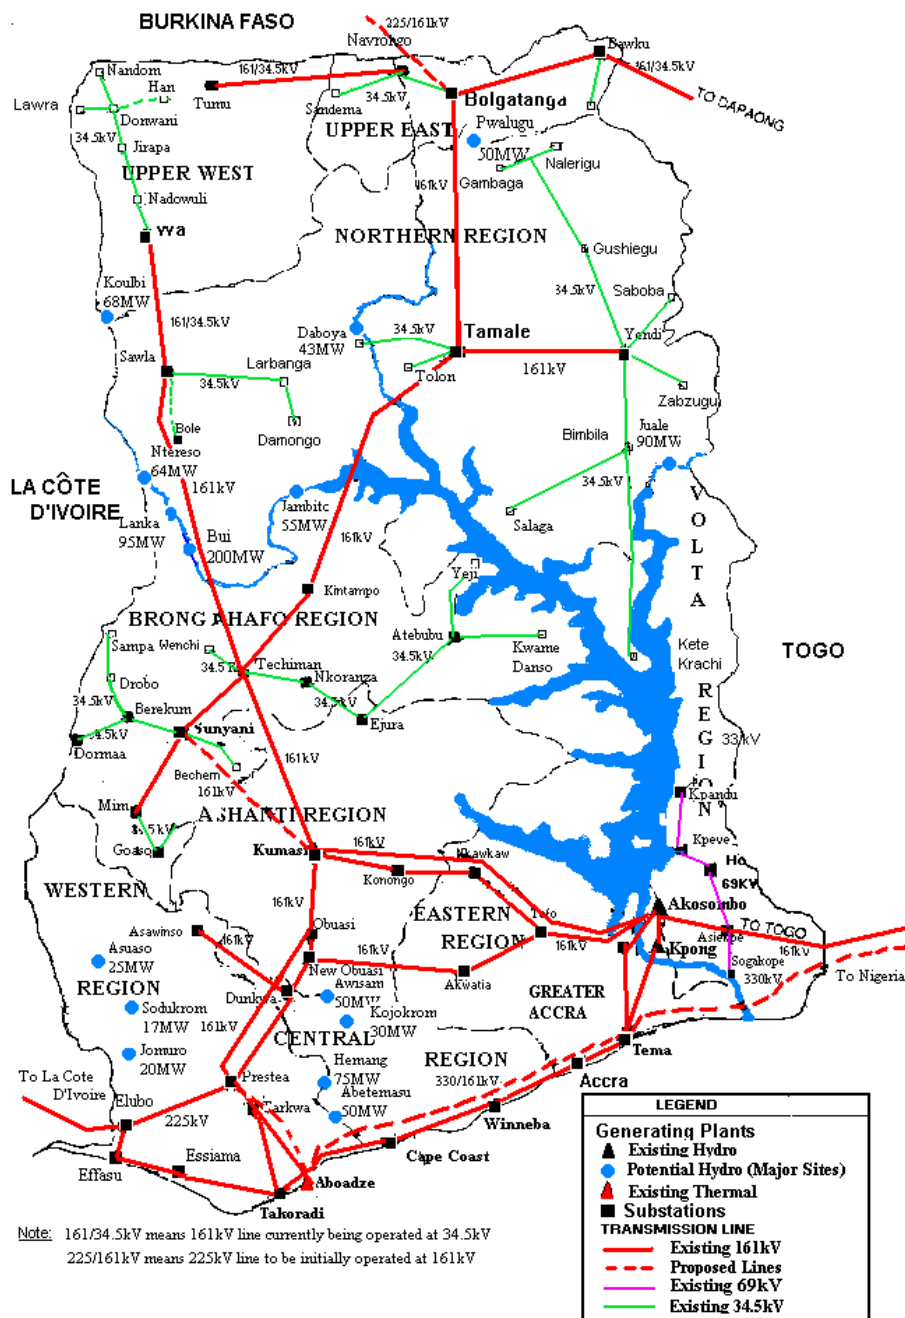 BURKINA FASO
225/161kV
Navrongo
Bawku
Nandom
Han
161/34.5kV
161/34.5kV
Lawra
Tumu
Sandema
34.5kV
Bolgatanga
TO DAPAONG
Donwani
34.5kV
UPPER EAST
Pwalugu
50MW
Nalerigu
Jirapa
UPPER WEST
Gambaga
161kV
Nadowuli
NORTHERN REGION
Gushiegu
Koulbi
68MW
34.5kV
Saboba
161/34.5kV
Daboya
43MW
34.5kV
Tamale
Yendi
Sawla
Larbanga
34.5kV
Tolon
161kV
Zabzugu
Bole
Damongo
Bimbila
Juale
90MW
Ntereso
64MW
161kV
LA CÔTE
D'IVOIRE
34.5kV
Lanka
95MW
Bui
200MW
Jambito
55MW
Salaga
161kV
VOLTA REGION
Yeji
Kintampo
BRONG AHAFO REGION
Sampa
Wenchi
Atebubu
Kwame
Danso
Kete
Krachi
TOGO
34.5
Techiman
34.5kV
Drobo
Nkoranza
34.5kV
34.5kV
Berekum
Ejura
34.5kV
Sunyani
Dormaa
33kV
Bechem
161kV
161kV
Mim
ASHANTI REGION
Kpandu
34.5 kV
Goaso
Kumasi
161kV
Nkawkaw
Kpeve
Ho
WESTERN
Konongo
69KV
161kV
EASTERN
Tafo
Akosombo
Asawinso
Obuasi
REGION
TO TOGO
161kV
161kV
161kV
Asiekpe
161kV
Kpong
Asuaso
25MW
New Obuasi
Sogakope
330kV
To Nigeria
REGION
Akwatia
Awisam
50MW
Dunkwa
GREATER
ACCRA
Sodukrom
17MW
Kojokrom
30MW
161kV
CENTRAL
Jomuro
20MW
Hemang
75MW
REGION
Tema
To La Cote
D'Ivoire
Prestea
330/161kV
Accra
Abetemasu
50MW
Elubo
Tarkwa
225kV
Winneba
Essiama
Cape Coast
Effasu
Aboadze
Takoradi
LEGEND
Generating Plants
Existing Hydro
Potential Hydro (Major Sites)
Existing Thermal
Substations
TRANSMISSION LINE
Existing 161kV
Proposed Lines
Existing 69kV
Existing 34.5kV
Note: 161/34.5kV means 161kV line currently being operated at 34.5kV
225/161kV means 225kV line to be initially operated at 161kV